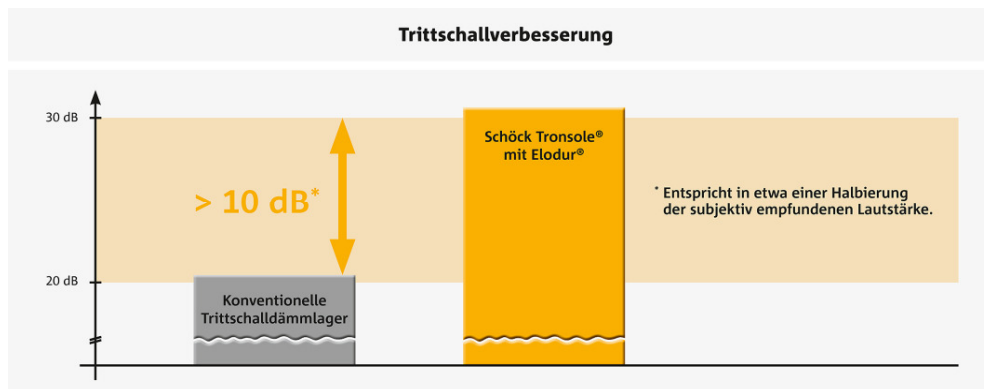 Trittschallverbesserung
30 dB
Schöck Tronsole®
mit Elodur®
> 10 dB*
* Entspricht in etwa einer Halbierung
der subjektiv empfundenen Lautstärke.
20 dB
Konventionelle
Trittschalldämmlager